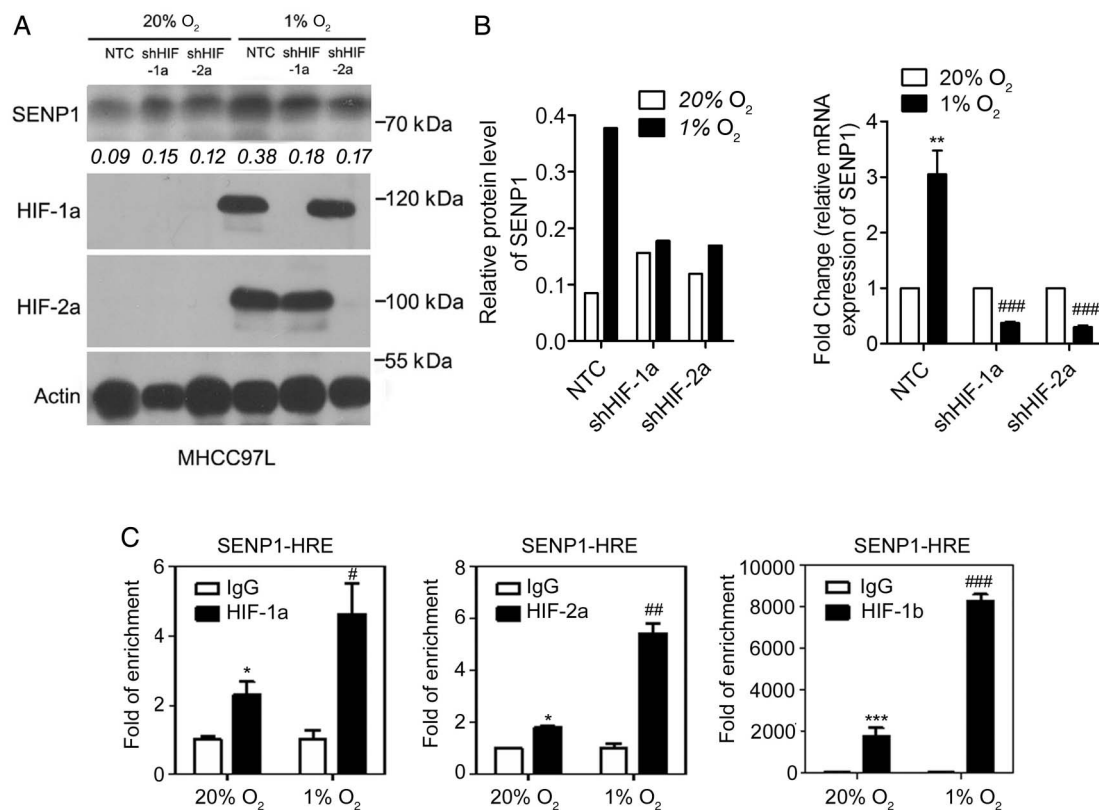 A
20% O2
1% O2
NTC shHIF-1a shHIF-2a NTC shHIF-1a shHIF-2a
SENP1
-70 kDa
0.09 0.15 0.12 0.38 0.18 0.17
HIF-1a
-120 kDa
HIF-2a
-100 kDa
-55 kDa
Actin
MHCC97L
B
20% O2
1% O2
Relative protein level
of SENP1
0.4
0.3
0.2
0.1
0.0
NTC
shHIF-1a
shHIF-2a
20% O2
1% O2
Fold Change (relative mRNA
expression of SENP1)
4
3
2
1
0
**
###
###
NTC
shHIF-1a
shHIF-2a
C
SENP1-HRE
IgG
HIF-1a
Fold of enrichment
6
4
2
0
*
#
20% O2
1% O2
SENP1-HRE
IgG
HIF-2a
Fold of enrichment
8
6
4
2
0
*
##
20% O2
1% O2
SENP1-HRE
IgG
HIF-1b
Fold of enrichment
10000
8000
6000
4000
2000
0
***
###
20% O2
1% O2